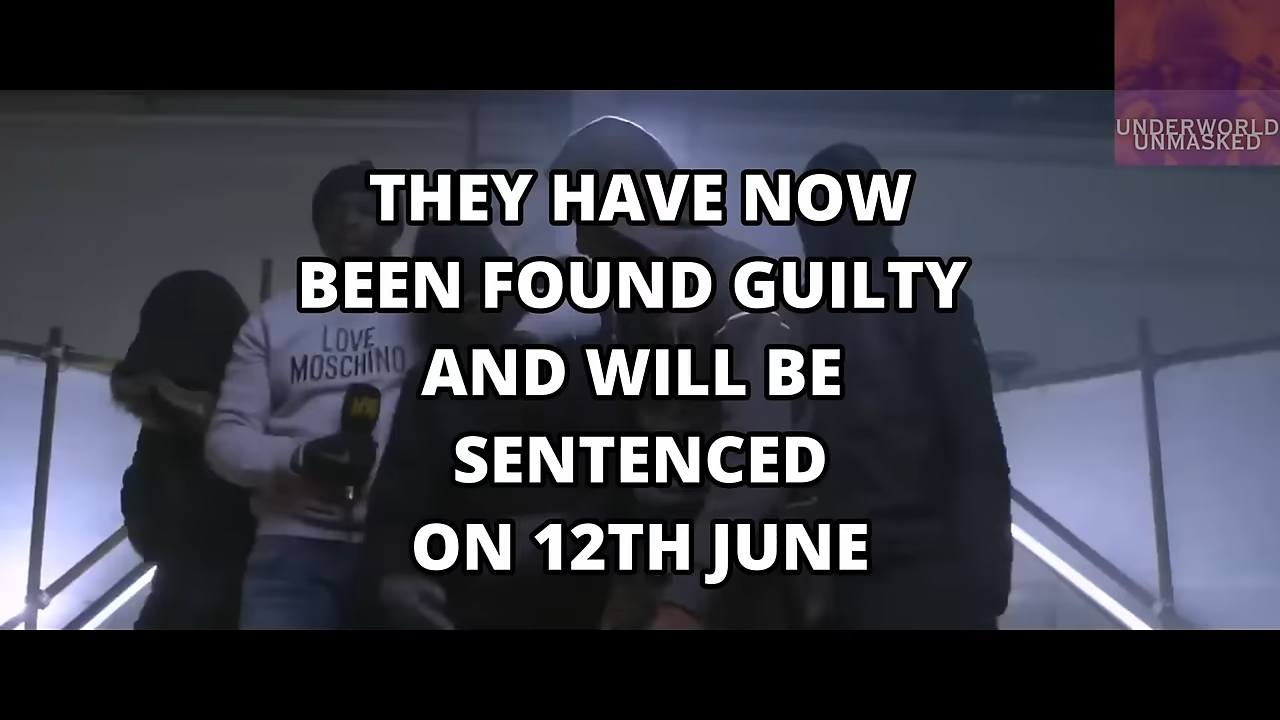 UNDERWORLD
UNMASKED
THEY HAVE NOW
BEEN FOUND GUILTY
AND WILL BE
SENTENCED
ON 12TH JUNE
LOVE
MOSCHINO